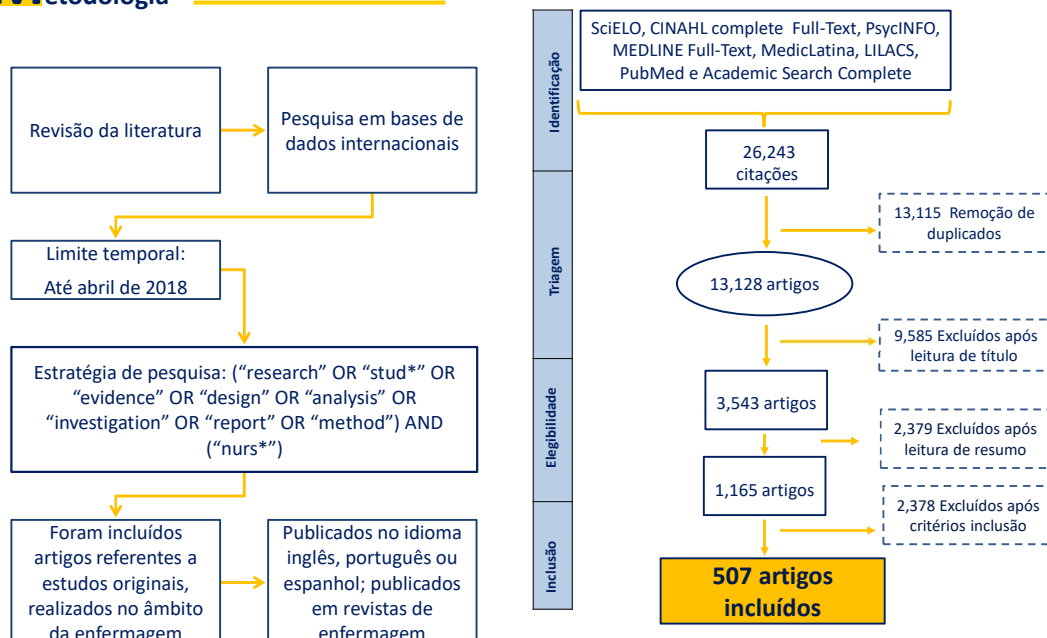 Metodologia
Revisão da literatura
Pesquisa em bases de
dados internacionais
Limite temporal:
Até abril de 2018
Estratégia de pesquisa: (“research” OR “stud*” OR
“evidence” OR “design” OR “analysis” OR
“investigation” OR “report” OR “method”) AND
(“nurs*”)
Foram incluídos
artigos referentes a
estudos originais,
realizados no âmbito
da enfermagem
Publicados no idioma
inglês, português ou
espanhol; publicados
em revistas de
enfermagem
Identificação
SciELO, CINAHL complete Full-Text, PsycINFO,
MEDLINE Full-Text, MedicLatina, LILACS,
PubMed e Academic Search Complete
26,243
citações
Triagem
13,115 Remoção de
duplicados
13,128 artigos
9,585 Excluídos após
leitura de título
Elegibilidade
3,543 artigos
2,379 Excluídos após
leitura de resumo
1,165 artigos
2,378 Excluídos após
critérios inclusão
Inclusão
507 artigos
incluídos